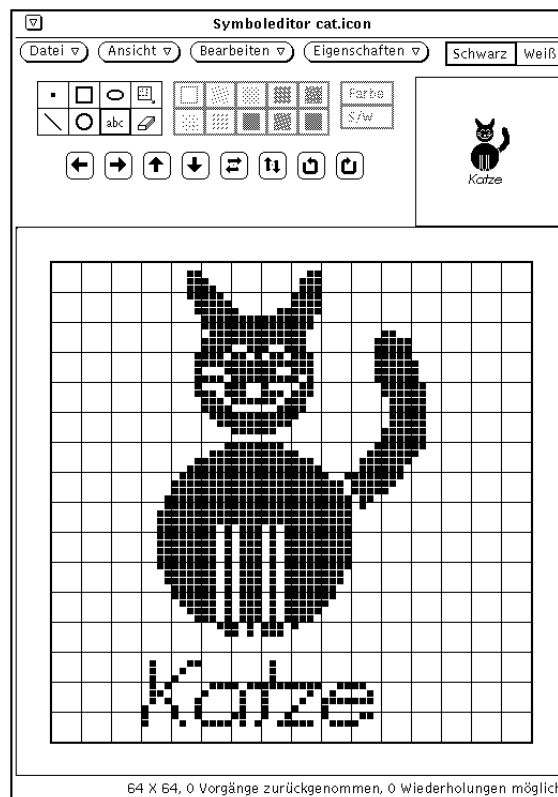 Symboleditor cat.icon
Datei Ansicht Bearbeiten Eigenschaften Schwarz Weiß
Farbe
abc S/W
Katze
Katze
64 X 64, 0 Vorgänge zurückgenommen, 0 Wiederholungen möglich